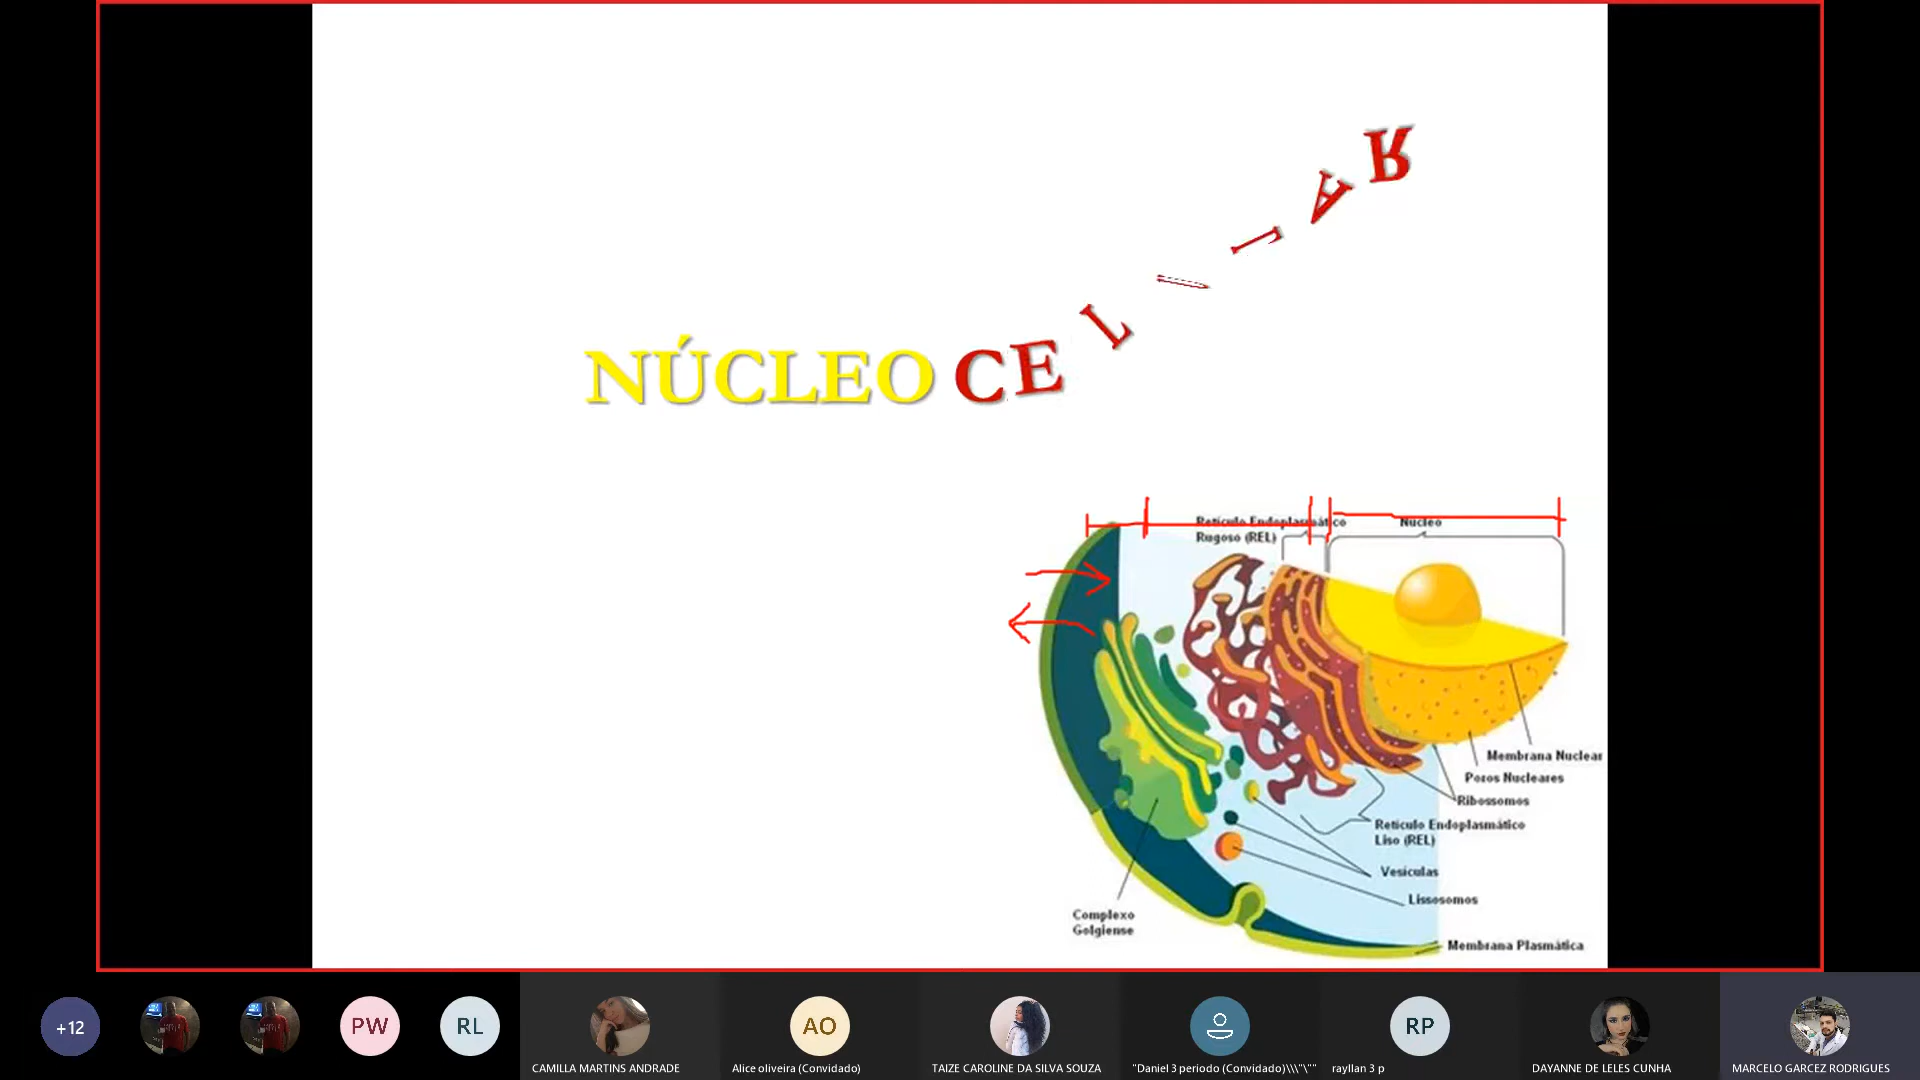 NÚCLEO CELULAR
Retículo Endoplasmático
Rugoso (REL)
Núcleo
Membrana Nuclear
Poros Nucleares
Ribossomos
Retículo Endoplasmático
Liso (REL)
Vesículas
Lissosomos
Complexo
Golgiense
Membrana Plasmática
+12
PW
RL
CAMILLA MARTINS ANDRADE
AO
Alice oliveira (Convidado)
TAIZE CAROLINE DA SILVA SOUZA
"Daniel 3 periodo (Convidado)\\\"\""
RP
rayllan 3 p
DAYANNE DE LELES CUNHA
MARCELO GARCEZ RODRIGUES